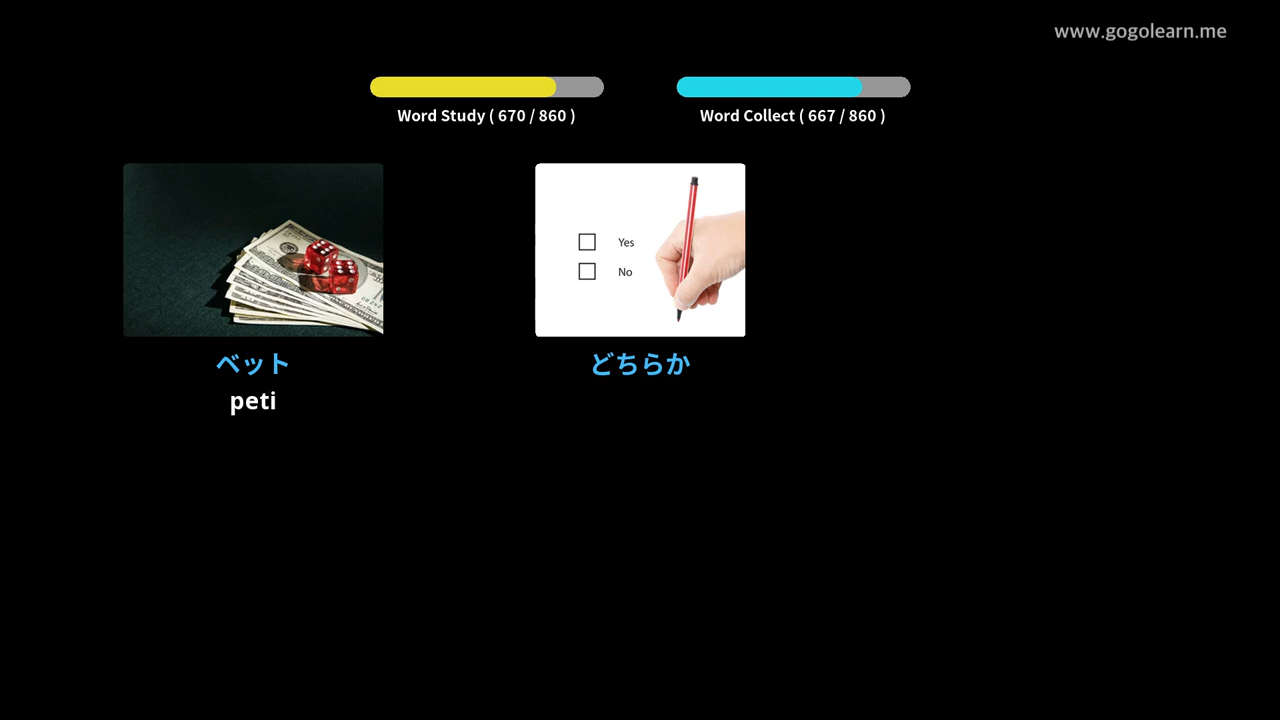 www.gogolearn.me
Word Study ( 670 / 860 )
Word Collect ( 667 / 860 )
Yes
No
ベット
peti
どちらか